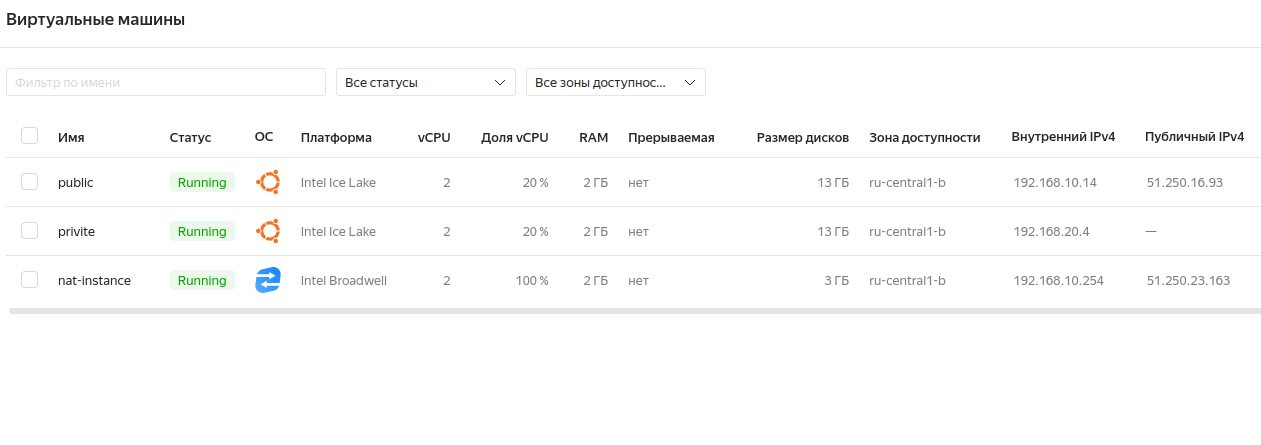 Виртуальные машины
Фильтр по имени Все статусы Все зоны доступнос...
Имя Статус ОС Платформа vCPU Доля vCPU RAM Прерываемая Размер дисков Зона доступности Внутренний IPv4 Публичный IPv4
public Running Intel Ice Lake 2 20 % 2 ГБ нет 13 ГБ ru-central1-b 192.168.10.14 51.250.16.93
privite Running Intel Ice Lake 2 20 % 2 ГБ нет 13 ГБ ru-central1-b 192.168.20.4 —
nat-instance Running Intel Broadwell 2 100 % 2 ГБ нет 3 ГБ ru-central1-b 192.168.10.254 51.250.23.163